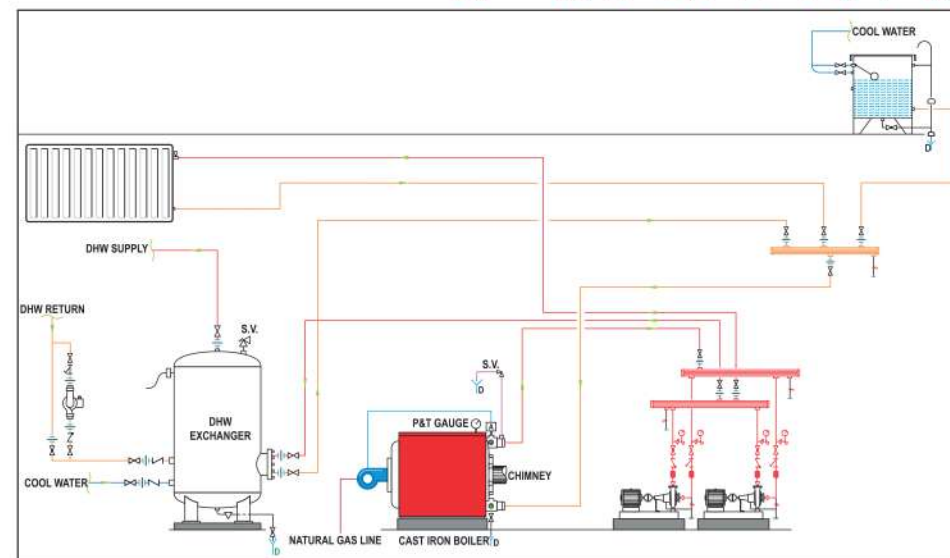 COOL WATER
D
DHW SUPPLY
DHW RETURN
S.V.
S.V.
D
P&T GAUGE
A
DHW
EXCHANGER
CHIMNEY
COOL WATER
NATURAL GAS LINE
CAST IRON BOILER
D
D